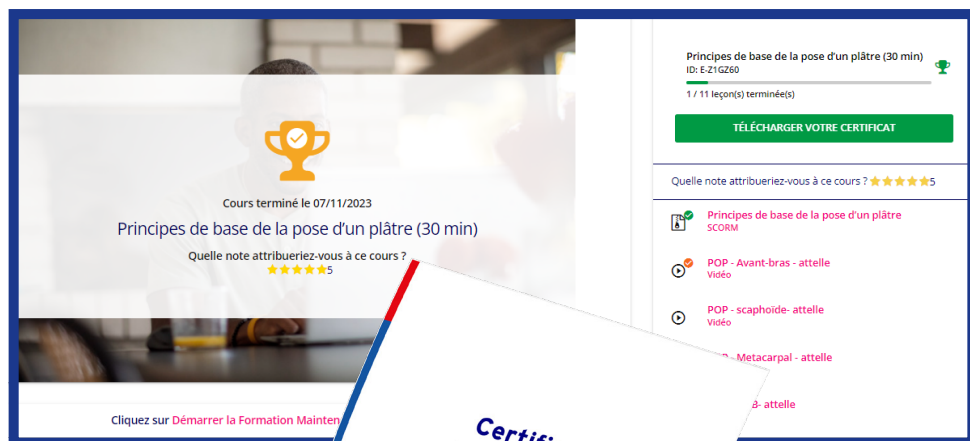 Cours terminé le 07/11/2023
Principes de base de la pose d'un plâtre (30 min)
Quelle note attribueriez-vous à ce cours ?
5
Cliquez sur Démarrer la Formation
Principes de base de la pose d'un plâtre (30 min)
ID: E-Z1GZ60
1 / 11 leçon(s) terminée(s)
TÉLÉCHARGER VOTRE CERTIFICAT
Quelle note attribueriez-vous à ce cours ? 5
Principes de base de la pose d'un plâtre
SCORM
POP - Avant-bras - attelle
Vidéo
POP - scaphoïde- attelle
Vidéo
- Metacarpal - attelle
attelle